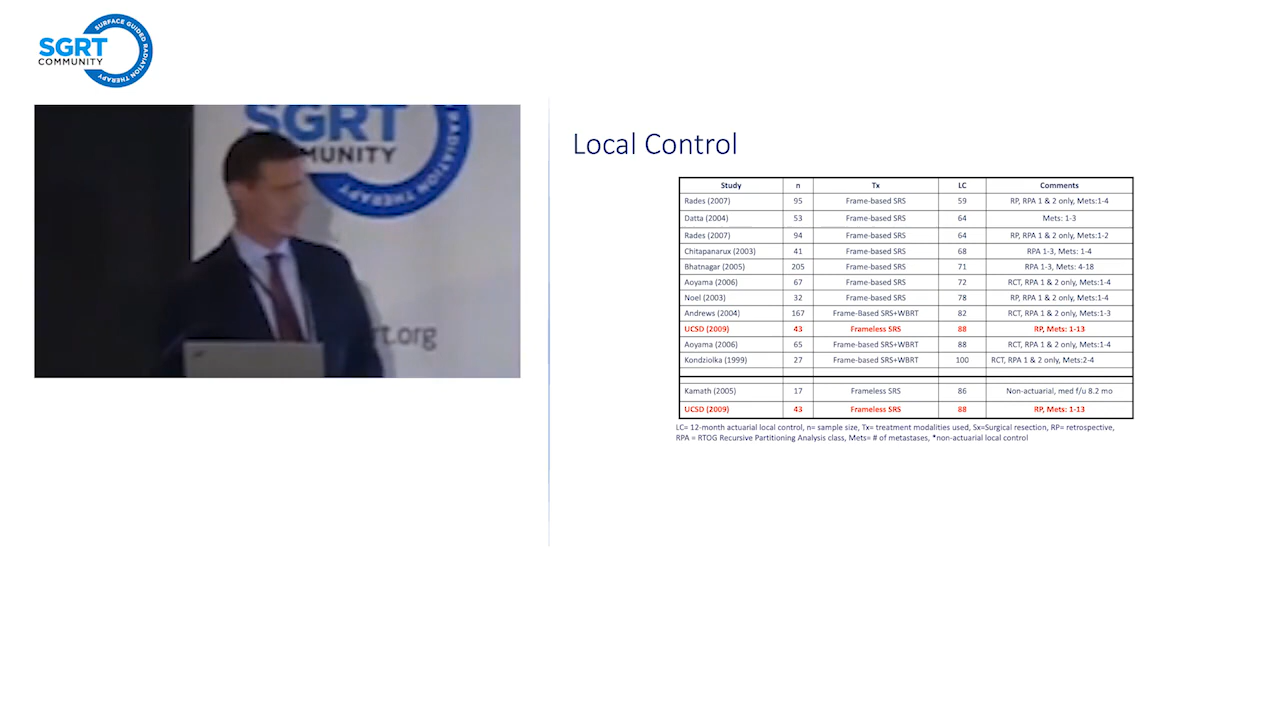 SURFACE GUIDED RADIATION THERAPY
SGRT
COMMUNITY
SGRT
MUNITY
RADIATION THERAPY
rt.org
Local Control
Study n Tx LC Comments
Rades (2007) 95 Frame-based SRS 59 RP, RPA 1 & 2 only, Mets:1-4
Datta (2004) 53 Frame-based SRS 64 Mets: 1-3
Rades (2007) 94 Frame-based SRS 64 RP, RPA 1 & 2 only, Mets:1-2
Chitapanarux (2003) 41 Frame-based SRS 68 RPA 1-3, Mets: 1-4
Bhatnagar (2005) 205 Frame-based SRS 71 RPA 1-3, Mets: 4-18
Aoyama (2006) 67 Frame-based SRS 72 RCT, RPA 1 & 2 only, Mets:1-4
Noel (2003) 32 Frame-based SRS 78 RP, RPA 1 & 2 only, Mets:1-4
Andrews (2004) 167 Frame-Based SRS+WBRT 82 RCT, RPA 1 & 2 only, Mets:1-3
UCSD (2009) 43 Frameless SRS 88 RP, Mets: 1-13
Aoyama (2006) 65 Frame-based SRS+WBRT 88 RCT, RPA 1 & 2 only, Mets:1-4
Kondziolka (1999) 27 Frame-based SRS+WBRT 100 RCT, RPA 1 & 2 only, Mets:2-4
Kamath (2005) 17 Frameless SRS 86 Non-actuarial, med f/u 8.2 mo
UCSD (2009) 43 Frameless SRS 88 RP, Mets: 1-13
LC= 12-month actuarial local control, n= sample size, Tx= treatment modalities used, Sx=Surgical resection, RP= retrospective,
RPA = RTOG Recursive Partitioning Analysis class, Mets= # of metastases, *non-actuarial local control